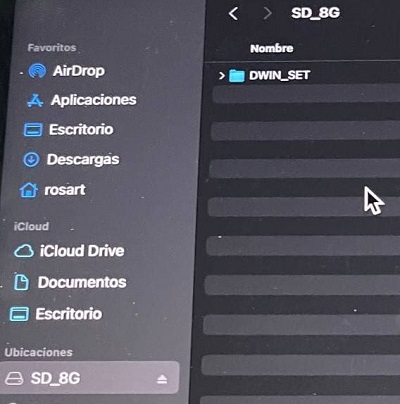 SD_8G
Favoritos
Nombre
AirDrop
DWIN_SET
Aplicaciones
Escritorio
Descargas
rosart
iCloud
iCloud Drive
Documentos
Escritorio
Ubicaciones
SD_8G